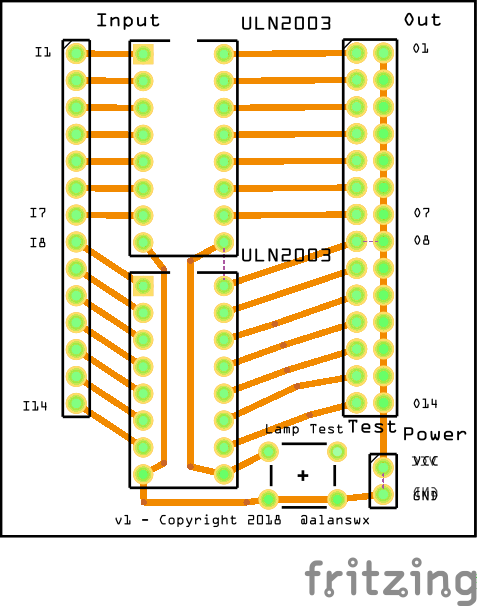 Input ULN2003 Out
I1 O1
I7 O7
I8 O8
ULN2003
I14 O14
Lamp Test Test Power
VCC
+
GND
v1 - Copyright 2018 @alanswx
fritzing